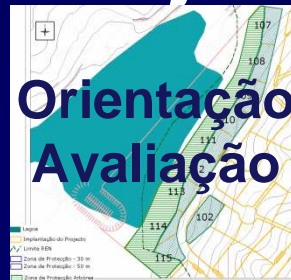 107
108
Orientação
111
Avaliação
102
113
114
115
Lagoa
Implantação do Projecto
Limite REN
Zona de Protecção - 30 m
Zona de Protecção - 50 m
Zona de Protecção Arbórea